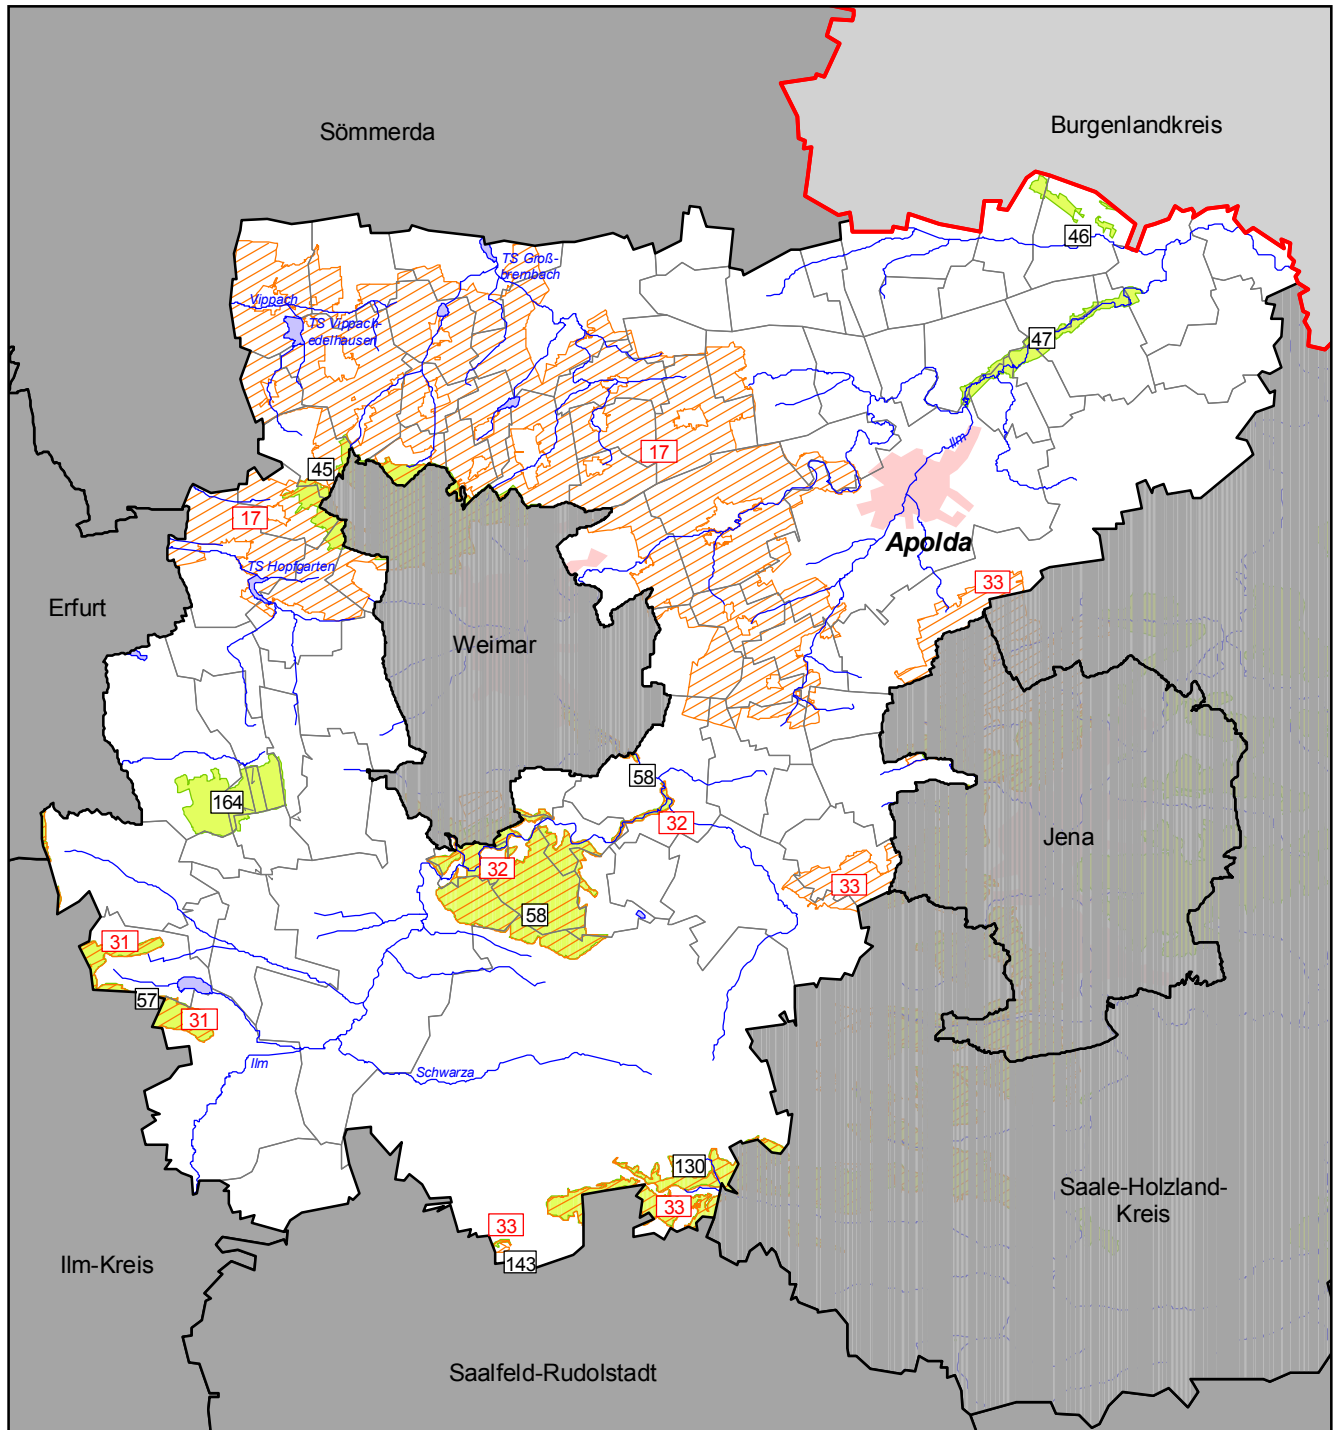 Sömmerda
Burgenlandkreis
46
TS Groß-
brembach
Vippach
TS Vippach-
edelhausen
47
Ilm
17
45
17
Apolda
TS Hopfgarten
33
Erfurt
Weimar
58
164
32
Jena
32
33
58
31
57
31
Ilm
Schwarza
130
Saale-Holzland-
Kreis
33
33
143
Ilm-Kreis
Saalfeld-Rudolstadt